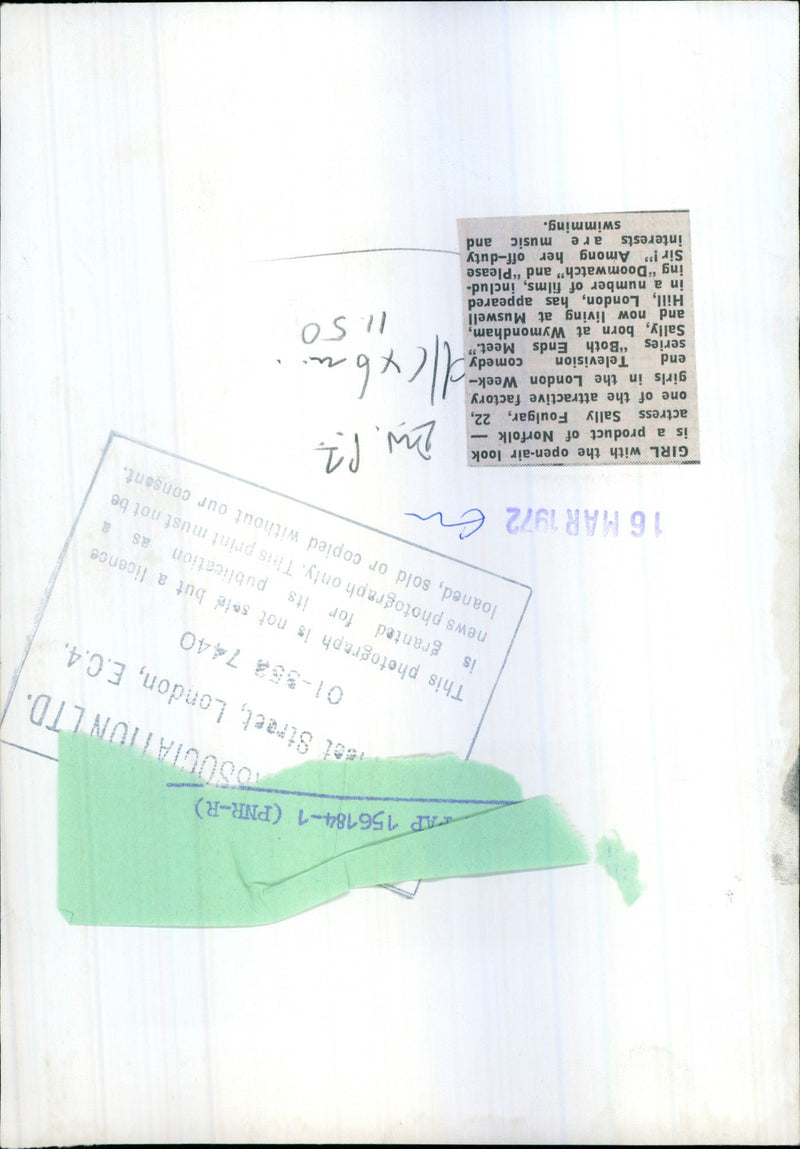 PAP 156184-1 (PNR-R)
SOCIATION LTD.
Street, London, E.C.4.
01-353 7440
This photograph is not sold but a licence
is granted for its publication as a
news photograph only. This print must not be
loaned, sold or copied without our consent.
16 MAR 1972
GIRL with the open-air look
is a product of Norfolk —
actress Sally Foulgar, 22,
one of the attractive factory
girls in the London Week-
end Television comedy
series "Both Ends Meet."
Sally, born at Wymondham,
and now living at Muswell
Hill, London, has appeared
in a number of films, includ-
ing "Doomwatch" and "Please
Sir!" Among her off-duty
interests are music and
swimming.
11.50